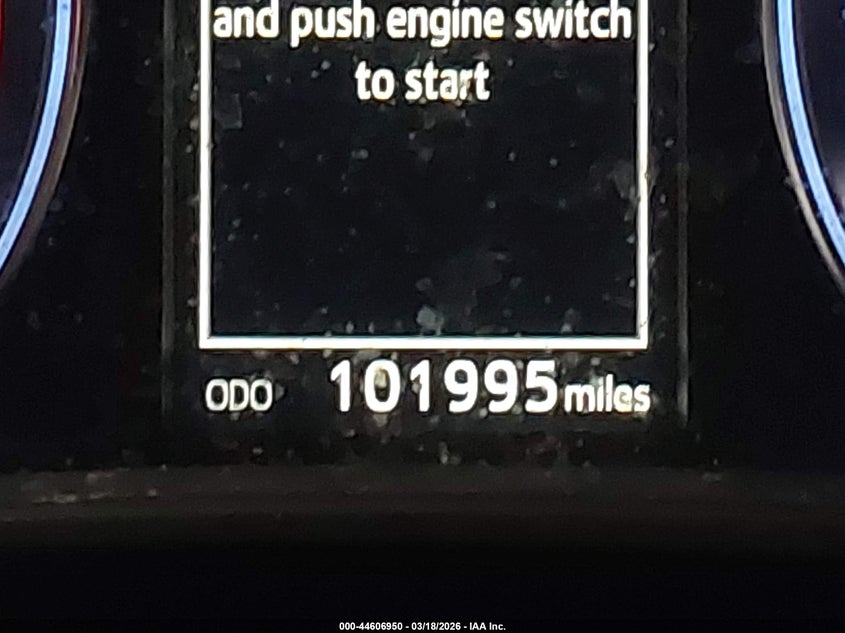 and push engine switch
to start
ODO 101995 miles
000-44606950 - 03/18/2026 - IAA Inc.